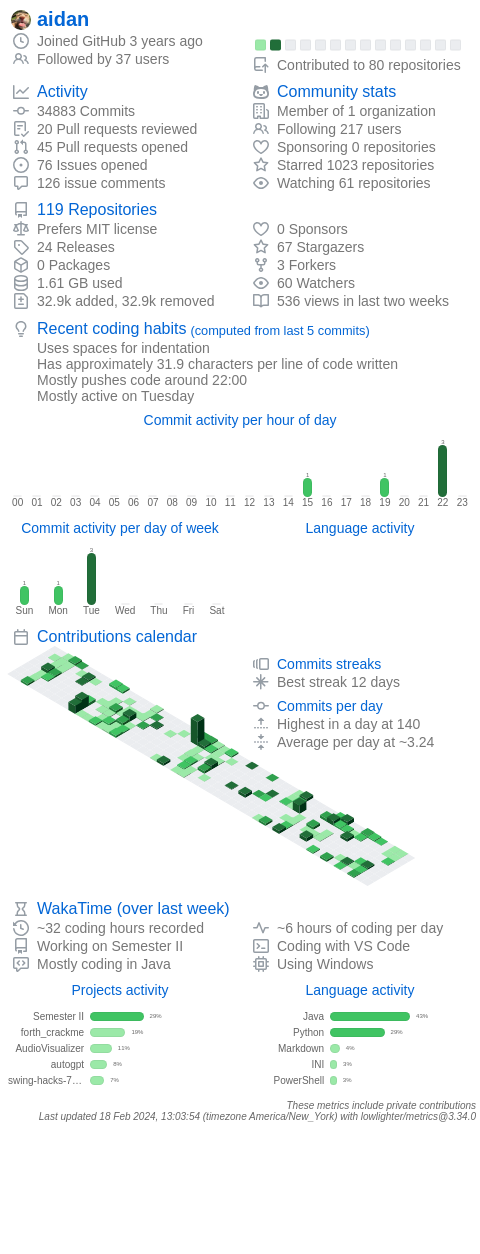 aidan
Joined GitHub 3 years ago
Followed by 37 users
Contributed to 80 repositories
Activity
34883 Commits
20 Pull requests reviewed
45 Pull requests opened
76 Issues opened
126 issue comments
Community stats
Member of 1 organization
Following 217 users
Sponsoring 0 repositories
Starred 1023 repositories
Watching 61 repositories
119 Repositories
Prefers MIT license
24 Releases
0 Packages
1.61 GB used
32.9k added, 32.9k removed
0 Sponsors
67 Stargazers
3 Forkers
60 Watchers
536 views in last two weeks
Recent coding habits (computed from last 5 commits)
Uses spaces for indentation
Has approximately 31.9 characters per line of code written
Mostly pushes code around 22:00
Mostly active on Tuesday
Commit activity per hour of day
1 1 3
00 01 02 03 04 05 06 07 08 09 10 11 12 13 14 15 16 17 18 19 20 21 22 23
Commit activity per day of week
1 1 3
Sun Mon Tue Wed Thu Fri Sat
Language activity
Contributions calendar
Commits streaks
Best streak 12 days
Commits per day
Highest in a day at 140
Average per day at ~3.24
WakaTime (over last week)
~32 coding hours recorded
Working on Semester II
Mostly coding in Java
~6 hours of coding per day
Coding with VS Code
Using Windows
Projects activity
Semester II 29%
forth_crackme 19%
AudioVisualizer 11%
autogpt 8%
swing-hacks-7… 7%
Language activity
Java 43%
Python 29%
Markdown 4%
INI 3%
PowerShell 3%
These metrics include private contributions
Last updated 18 Feb 2024, 13:03:54 (timezone America/New_York) with lowlighter/metrics@3.34.0